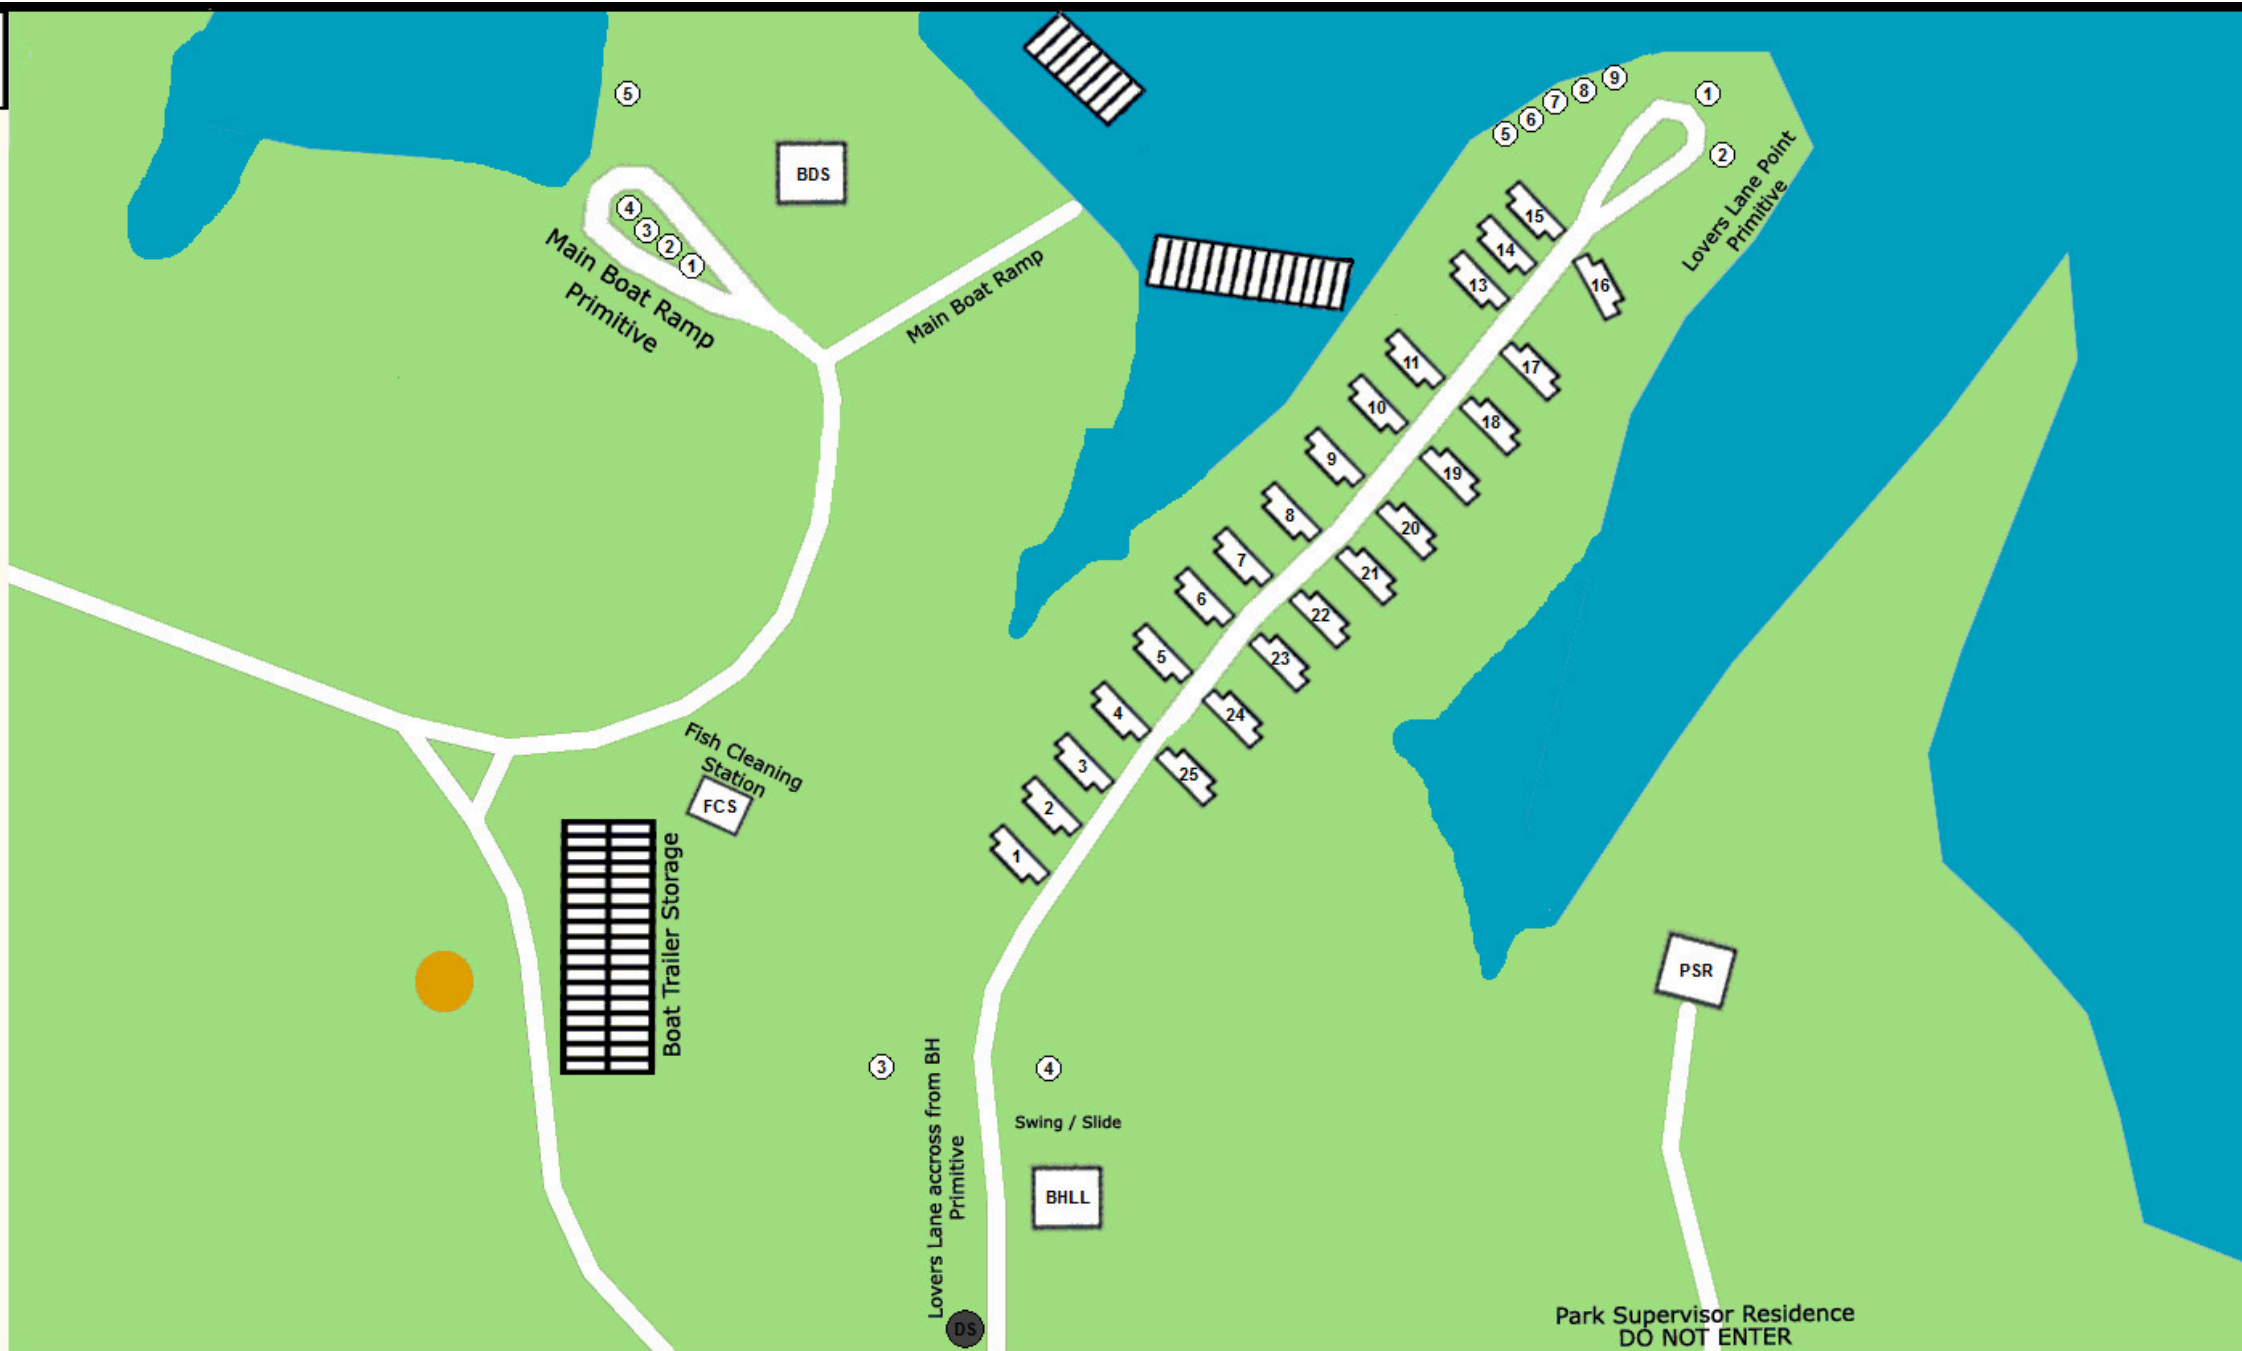 5
BDS
4
3
2
1
Main Boat Ramp
Primitive
Main Boat Ramp
9
8
7
6
5
1
2
Lovers Lane Point
Primitive
15
14
13
16
11
17
10
18
9
19
8
20
7
21
6
22
5
23
4
24
3
25
2
1
Fish Cleaning
Station
FCS
Boat Trailer Storage
PSR
3
4
Lovers Lane accross from BH
Primitive
Swing / Slide
BHLL
DS
Park Supervisor Residence
DO NOT ENTER